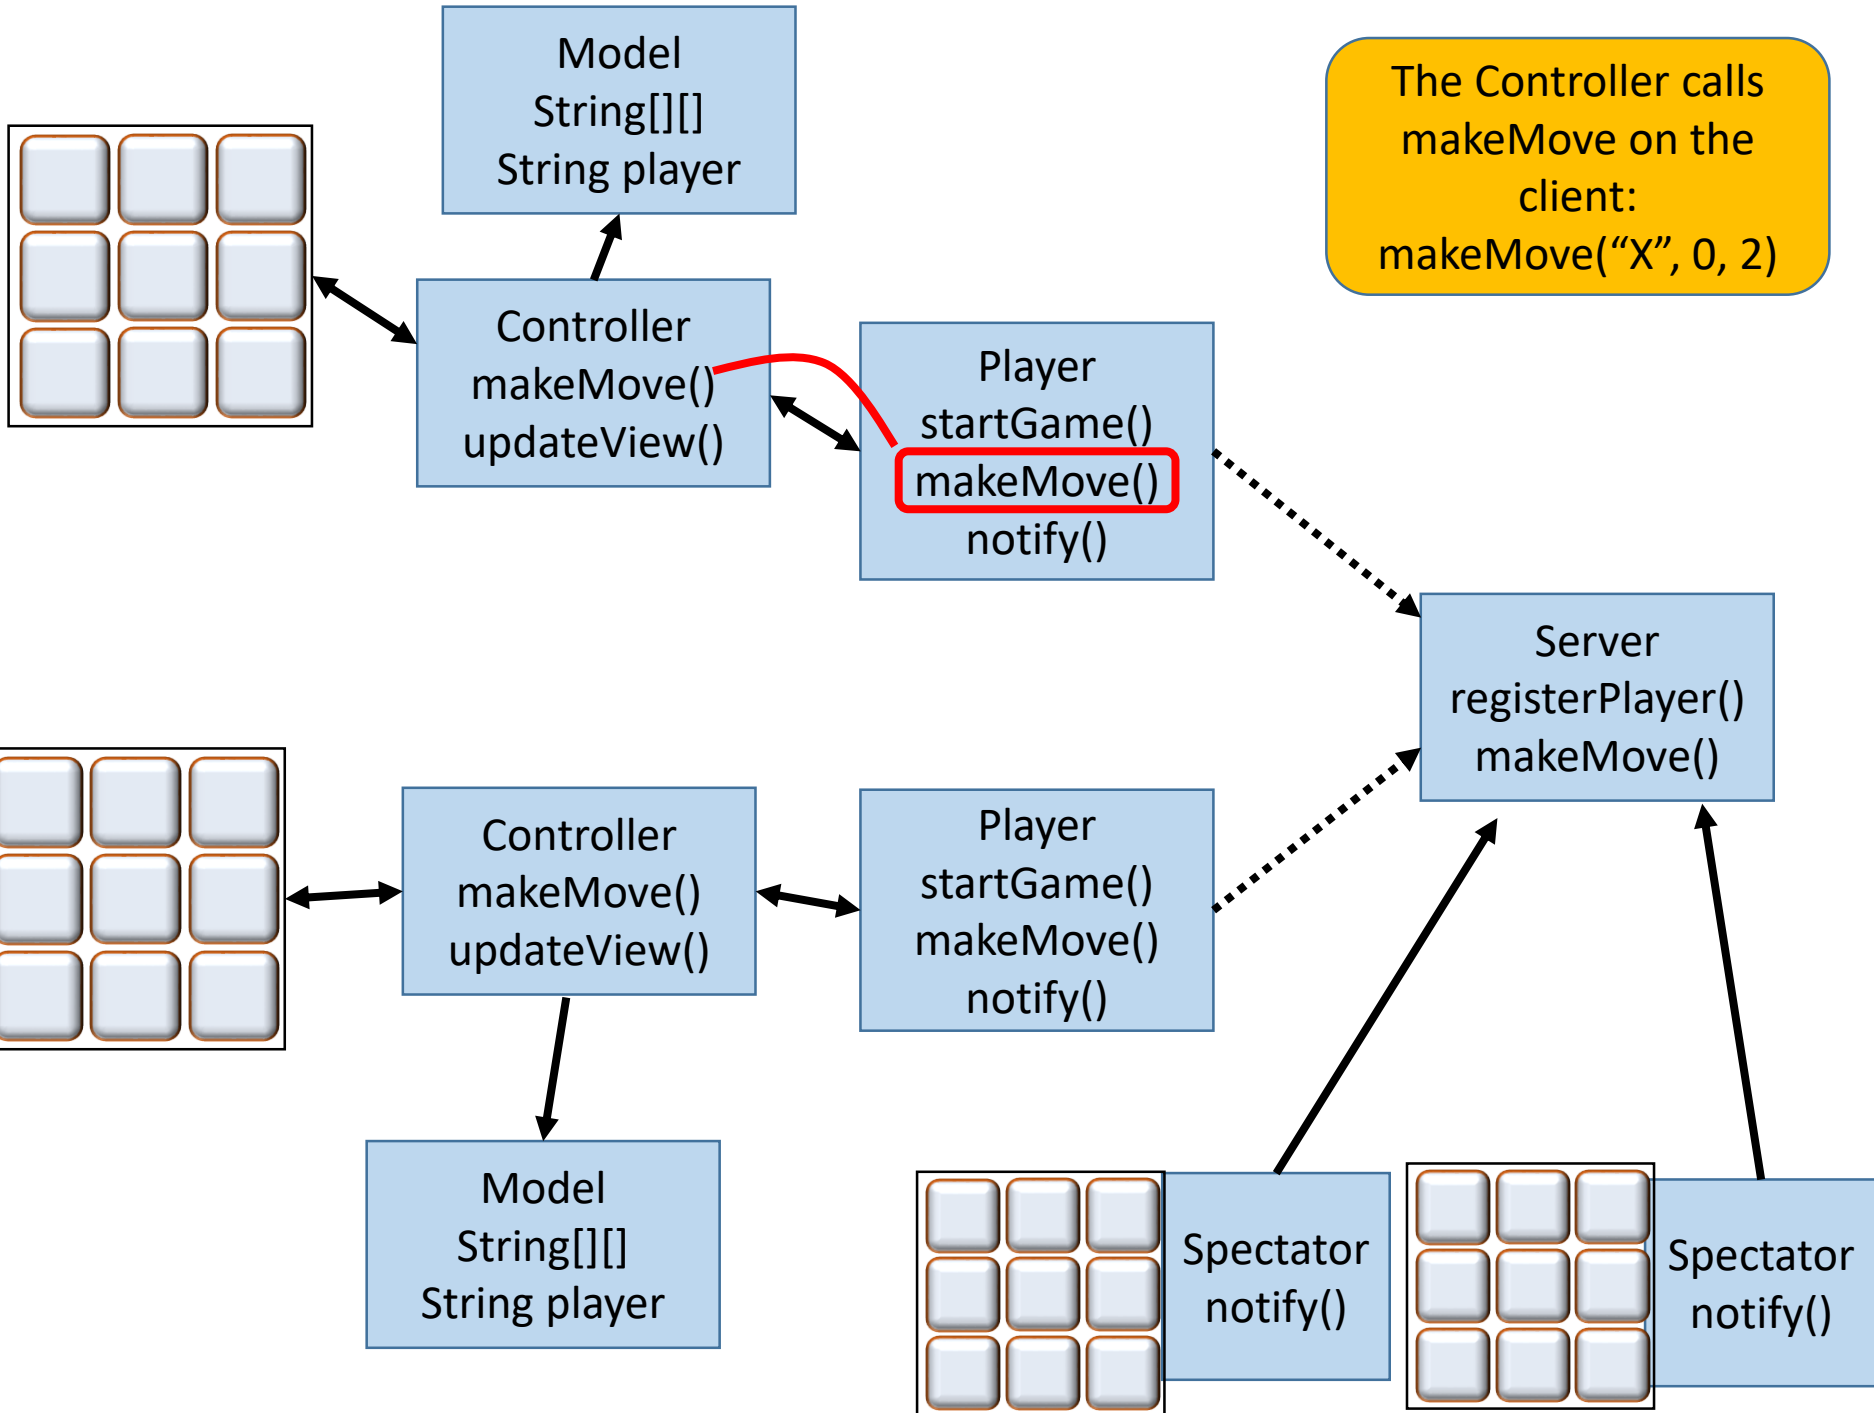 Model
String[][]
String player
The Controller calls
makeMove on the
client:
makeMove(“X”, 0, 2)
Controller
makeMove()
updateView()
Player
startGame()
makeMove()
notify()
Server
registerPlayer()
makeMove()
Controller
makeMove()
updateView()
Player
startGame()
makeMove()
notify()
Model
String[][]
String player
Spectator
notify()
Spectator
notify()